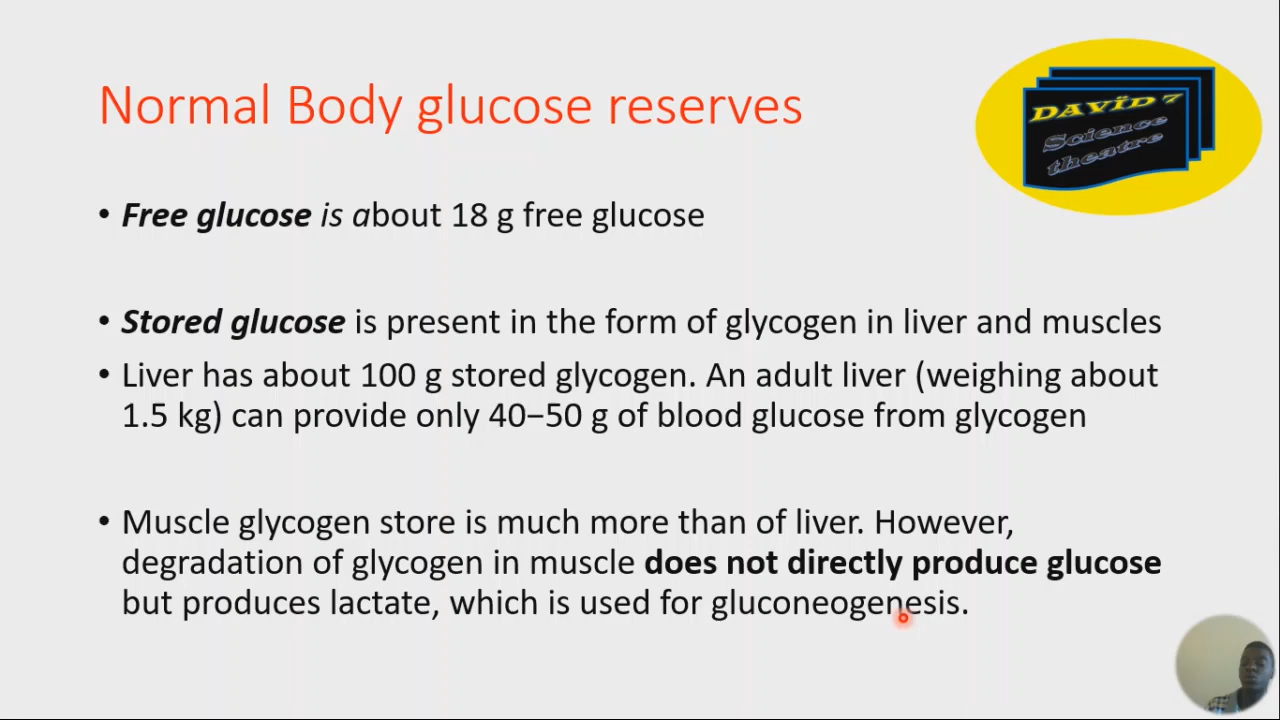 Normal Body glucose reserves
DAVÏD 7
Science
theatre
• Free glucose is about 18 g free glucose
• Stored glucose is present in the form of glycogen in liver and muscles
• Liver has about 100 g stored glycogen. An adult liver (weighing about
1.5 kg) can provide only 40–50 g of blood glucose from glycogen
• Muscle glycogen store is much more than of liver. However,
degradation of glycogen in muscle does not directly produce glucose
but produces lactate, which is used for gluconeogenesis.